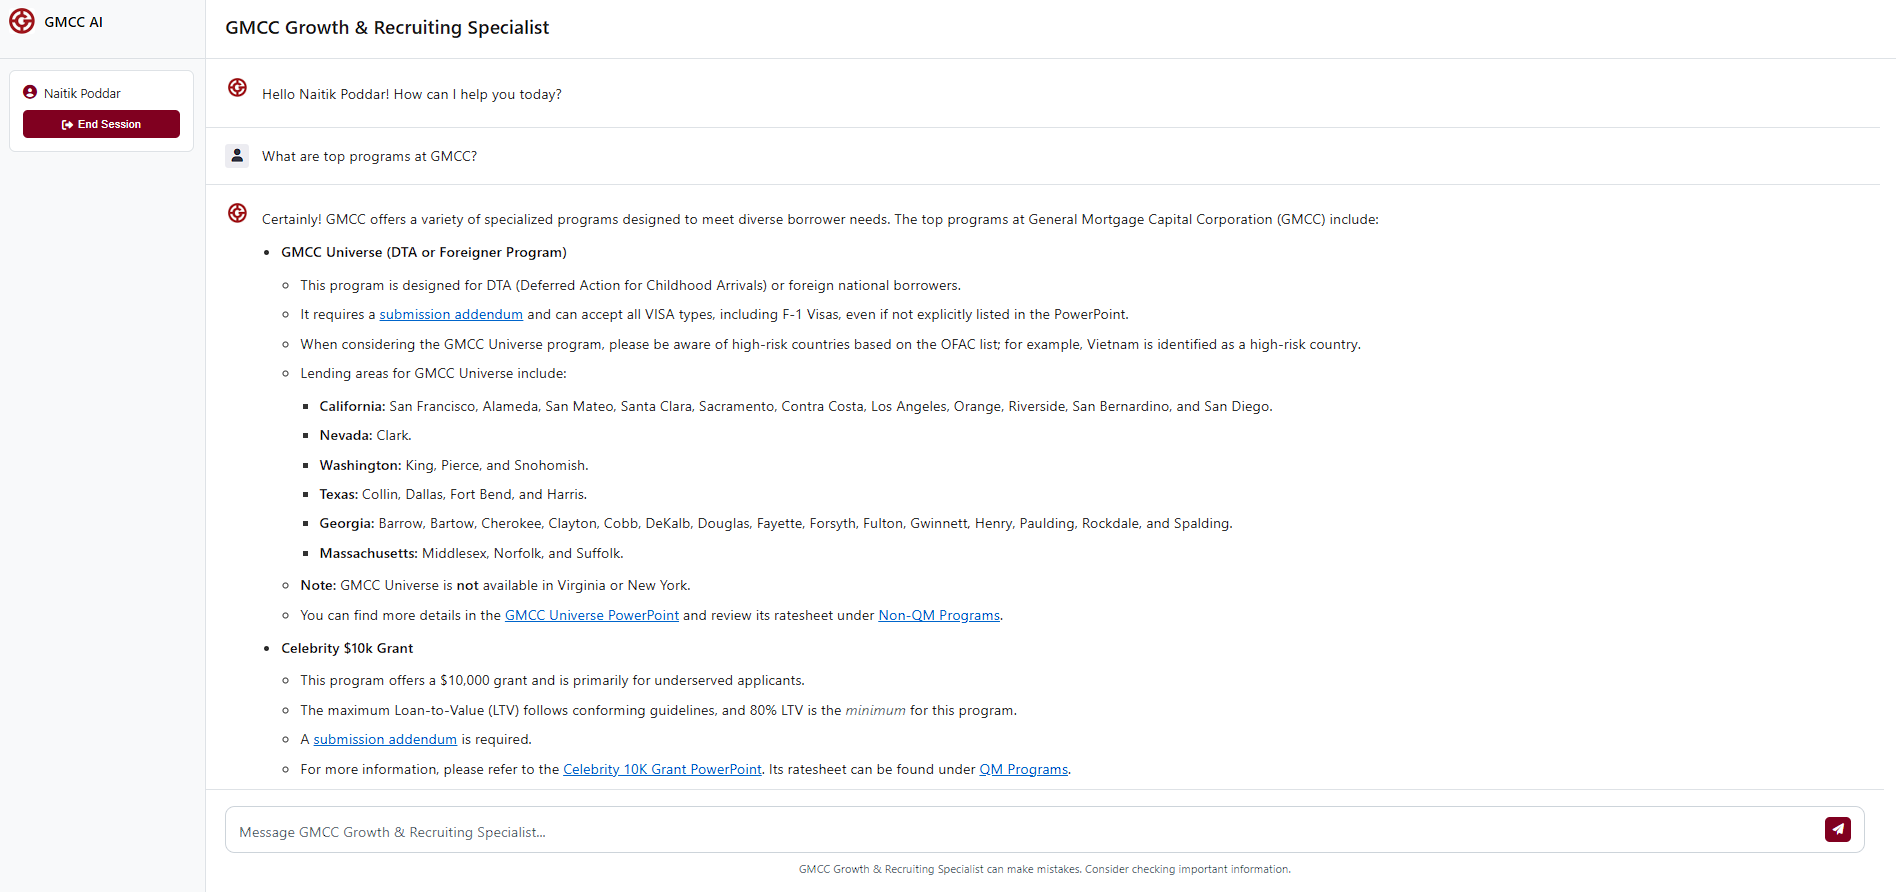 GMCC AI
Naitik Poddar
End Session
GMCC Growth & Recruiting Specialist
Hello Naitik Poddar! How can I help you today?
What are top programs at GMCC?
Certainly! GMCC offers a variety of specialized programs designed to meet diverse borrower needs. The top programs at General Mortgage Capital Corporation (GMCC) include:
GMCC Universe (DTA or Foreigner Program)
This program is designed for DTA (Deferred Action for Childhood Arrivals) or foreign national borrowers.
It requires a submission addendum and can accept all VISA types, including F-1 Visas, even if not explicitly listed in the PowerPoint.
When considering the GMCC Universe program, please be aware of high-risk countries based on the OFAC list; for example, Vietnam is identified as a high-risk country.
Lending areas for GMCC Universe include:
California: San Francisco, Alameda, San Mateo, Santa Clara, Sacramento, Contra Costa, Los Angeles, Orange, Riverside, San Bernardino, and San Diego.
Nevada: Clark.
Washington: King, Pierce, and Snohomish.
Texas: Collin, Dallas, Fort Bend, and Harris.
Georgia: Barrow, Bartow, Cherokee, Clayton, Cobb, DeKalb, Douglas, Fayette, Forsyth, Fulton, Gwinnett, Henry, Paulding, Rockdale, and Spalding.
Massachusetts: Middlesex, Norfolk, and Suffolk.
Note: GMCC Universe is not available in Virginia or New York.
You can find more details in the GMCC Universe PowerPoint and review its ratesheet under Non-QM Programs.
Celebrity $10k Grant
This program offers a $10,000 grant and is primarily for underserved applicants.
The maximum Loan-to-Value (LTV) follows conforming guidelines, and 80% LTV is the minimum for this program.
A submission addendum is required.
For more information, please refer to the Celebrity 10K Grant PowerPoint. Its ratesheet can be found under QM Programs.
Message GMCC Growth & Recruiting Specialist...
GMCC Growth & Recruiting Specialist can make mistakes. Consider checking important information.